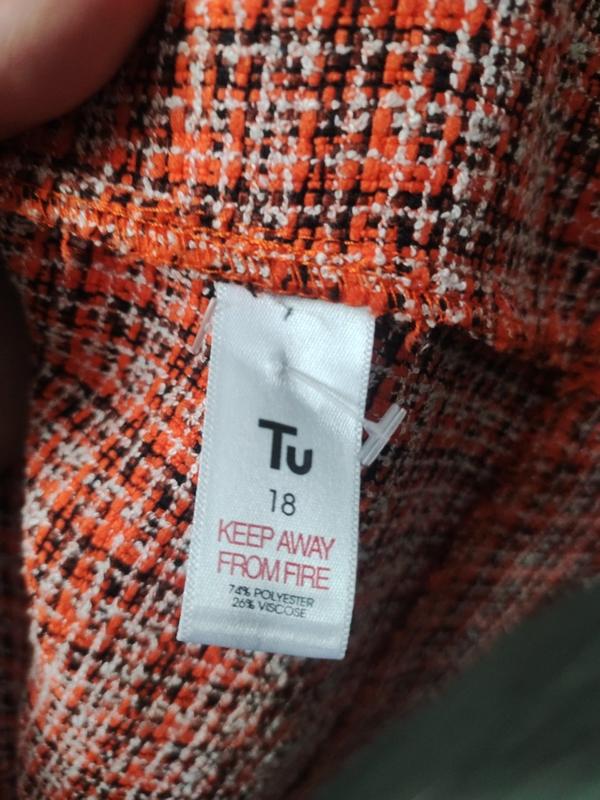 Tu
18
KEEP AWAY
FROM FIRE
74% POLYESTER
26% VISCOSE